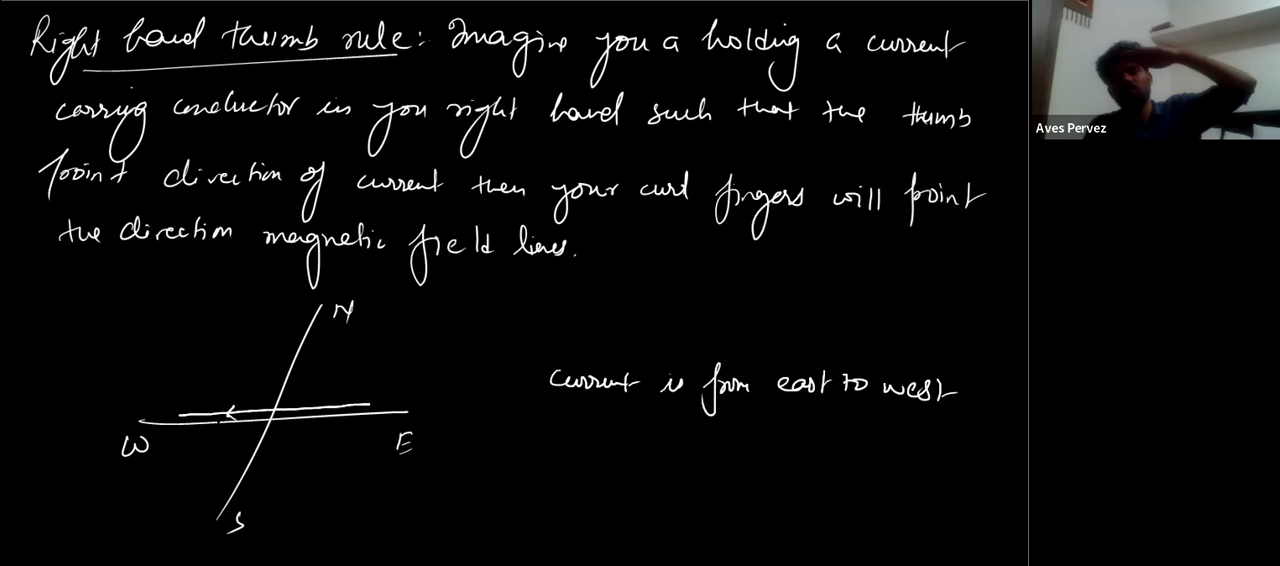 Right hand thumb rule: Imagine you a holding a current
carring conductor in you right hand such that the thumb
point direction of current then your curl fingers will point
the direction magnetic field lines.
N
current is from east to west
W
E
S
Aves Pervez